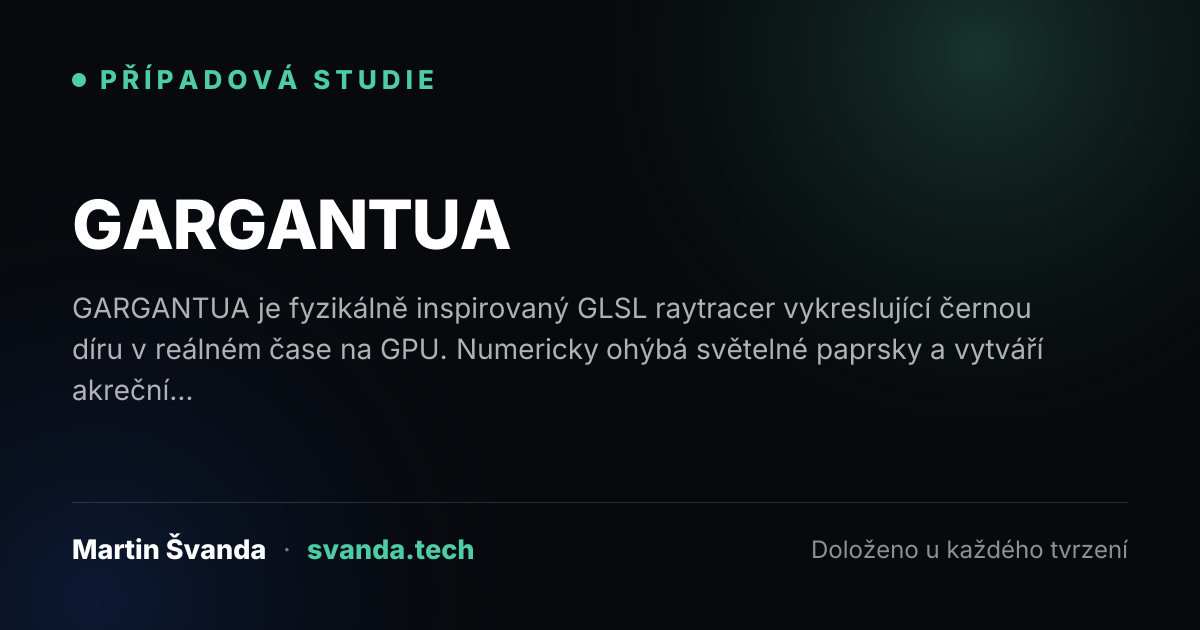 PŘÍPADOVÁ STUDIE
GARGANTUA
GARGANTUA je fyzikálně inspirovaný GLSL raytracer vykreslující černou
díru v reálném čase na GPU. Numericky ohýbá světelné paprsky a vytváří
akreční…
Martin Švanda · svanda.tech
Doloženo u každého tvrzení